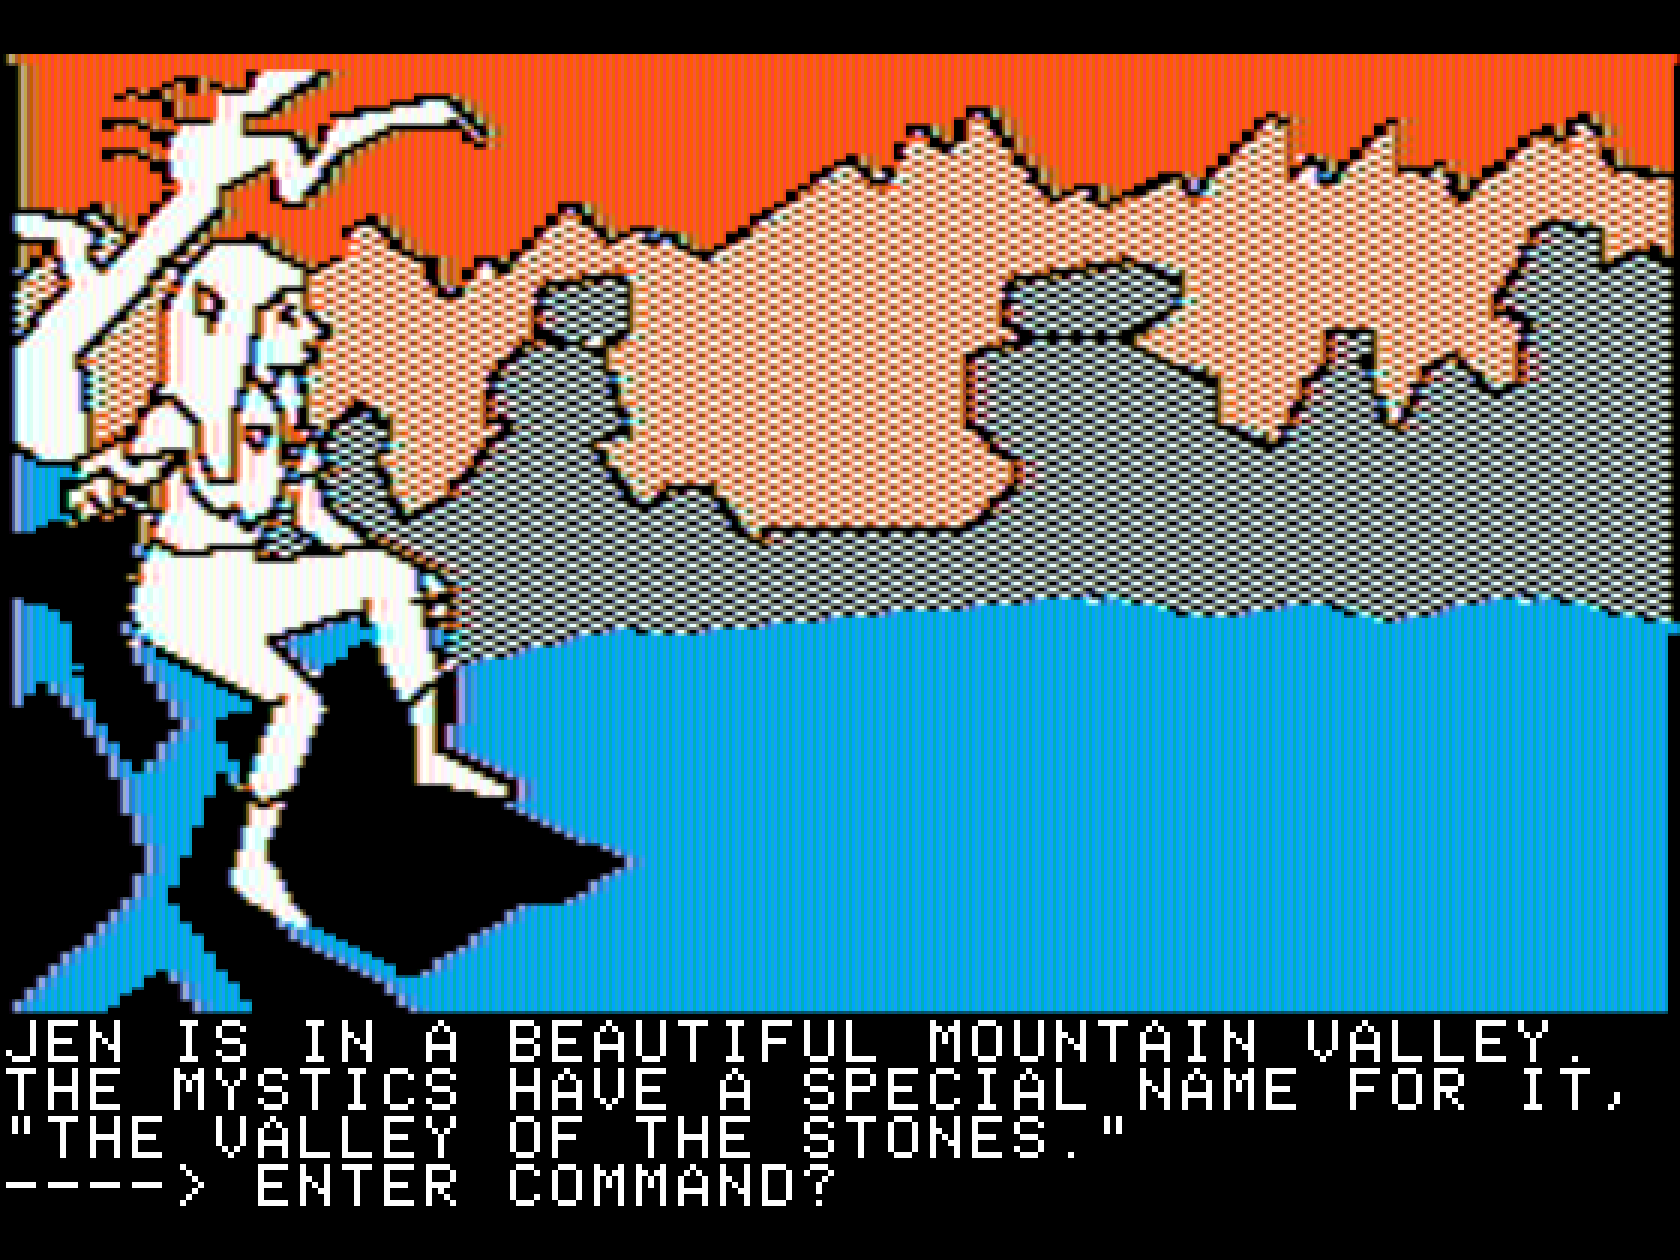 JEN IS IN A BEAUTIFUL MOUNTAIN VALLEY.
THE MYSTICS HAVE A SPECIAL NAME FOR IT,
"THE VALLEY OF THE STONES."
----> ENTER COMMAND?